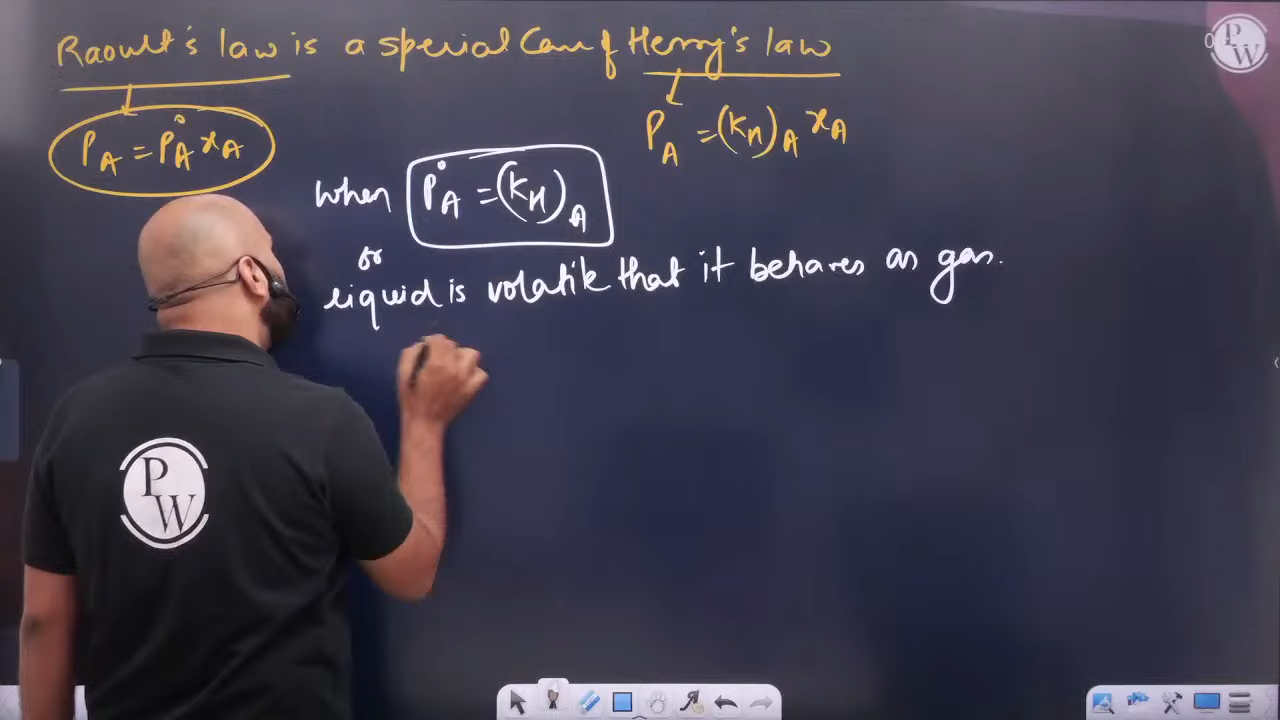 Raoult's law is a special Case of Henry's law
P_A = P°_A x_A
P_A = (K_H)_A x_A
when P°_A = (K_H)_A
or
liquid is volatile that it behaves as gas.
PW
PW